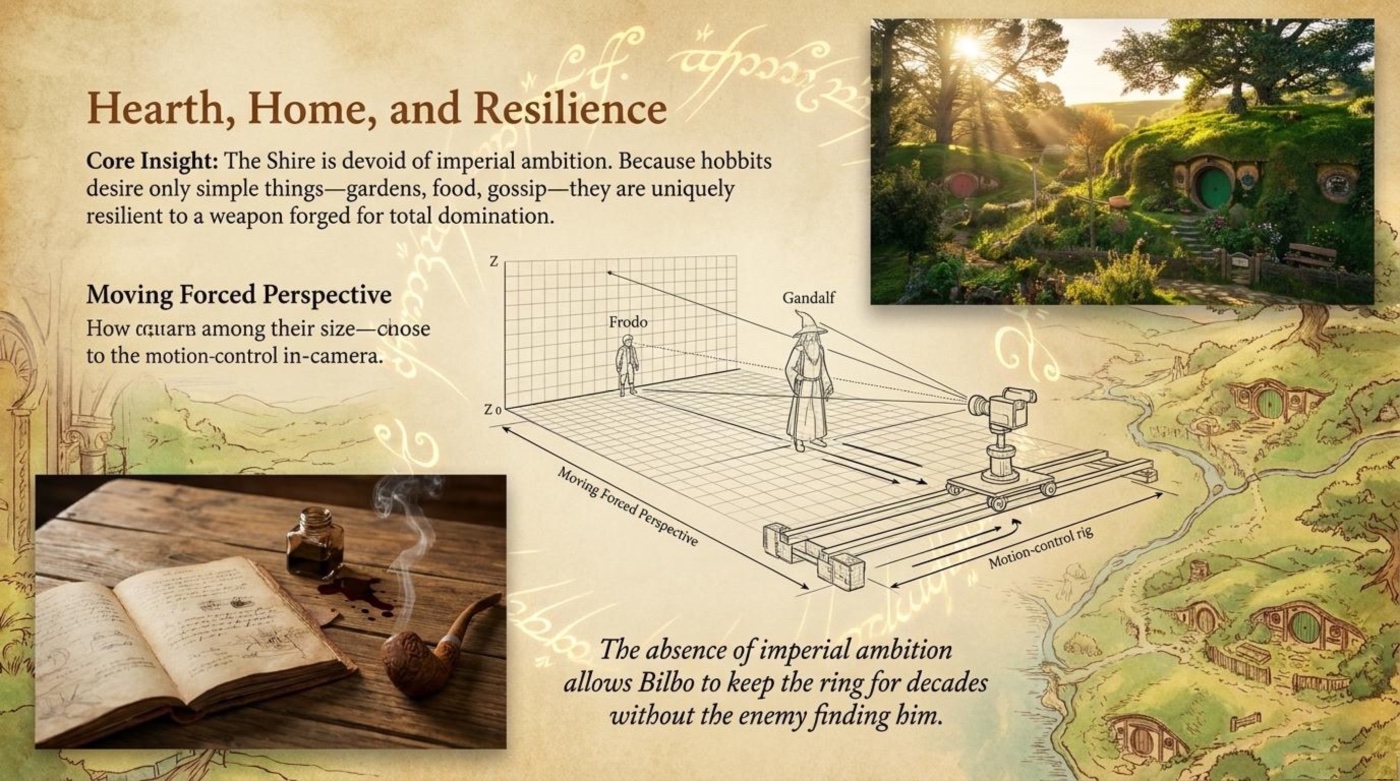 Hearth, Home, and Resilience
Core Insight: The Shire is devoid of imperial ambition. Because hobbits
desire only simple things—gardens, food, gossip—they are uniquely
resilient to a weapon forged for total domination.
Moving Forced Perspective
How among their size—chose
to the motion-control in-camera.
Z
Frodo
Gandalf
Z 0
Moving Forced Perspective
Motion-control rig
The absence of imperial ambition
allows Bilbo to keep the ring for decades
without the enemy finding him.